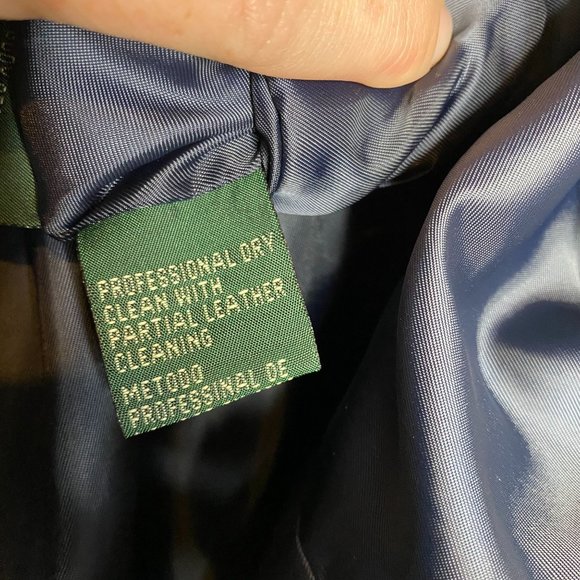 PROFESSIONAL DRY
CLEAN WITH
PARTIAL LEATHER
CLEANING
METODO
PROFESSINAL DE